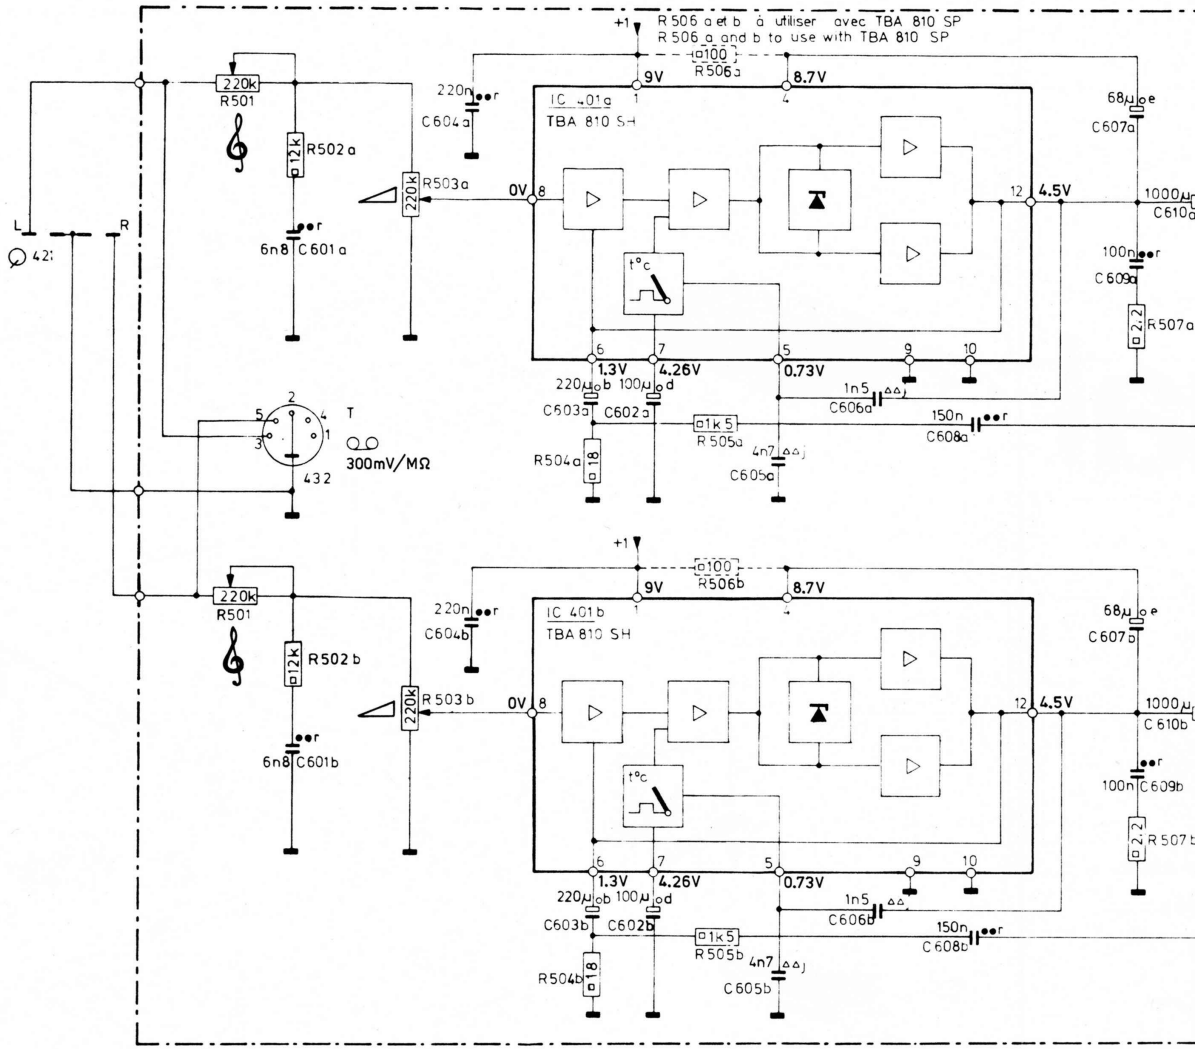 +1
R 506 a et b à utiliser avec TBA 810 SP
R 506 a and b to use with TBA 810 SP
100
R506a
9V
8.7V
1
4
220k
R501
220n r
C604a
IC 401a
TBA 810 SH
68µ e
C607a
12k
R502a
220k
R503a
0V
8
12
4.5V
1000µ
C610a
L
R
6n8
r
C601a
t°c
100n r
C609a
2.2
R507a
6
7
5
9
10
1.3V
4.26V
0.73V
220µ b
C603a
100µ d
C602a
1n5 j
C606a
150n r
C608a
1k5
R505a
R504a
18
4n7 j
C605a
2
5
4
T
3
1
300mV/MΩ
432
+1
100
R506b
9V
8.7V
1
4
220k
R501
220n r
C604b
IC 401b
TBA 810 SH
68µ e
C607b
12k
R502b
220k
R503b
0V
8
12
4.5V
1000µ
C610b
6n8
r
C601b
t°c
r
100n C609b
2.2
R507b
6
7
5
9
10
1.3V
4.26V
0.73V
220µ b
C603b
100µ d
C602b
1n5
C606b
150n r
C608b
1k5
R505b
R504b
18
4n7 j
C605b